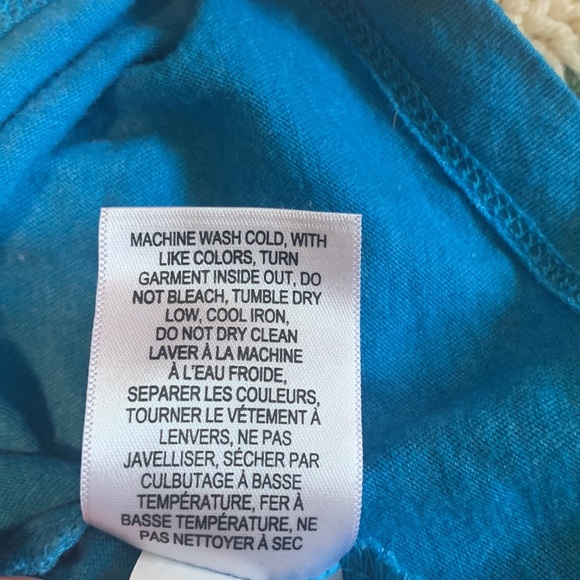 MACHINE WASH COLD, WITH
LIKE COLORS, TURN
GARMENT INSIDE OUT, DO
NOT BLEACH, TUMBLE DRY
LOW, COOL IRON,
DO NOT DRY CLEAN
LAVER À LA MACHINE
À L'EAU FROIDE,
SEPARER LES COULEURS,
TOURNER LE VÊTEMENT À
LENVERS, NE PAS
JAVELLISER, SÉCHER PAR
CULBUTAGE À BASSE
TEMPÉRATURE, FER À
BASSE TEMPÉRATURE, NE
PAS NETTOYER À SEC